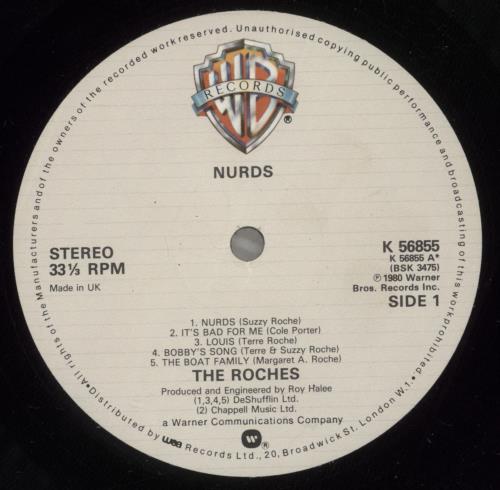 All rights of the Manufacturers and of the owners of the recorded work reserved. Unauthorised copying public performance and broadcasting of this work prohibited.
WB
RECORDS
®
NURDS
STEREO
33⅓ RPM
Made in UK
K 56855
K 56855 A*
(BSK 3475)
℗ 1980 Warner
Bros. Records Inc.
SIDE 1
1. NURDS (Suzzy Roche)
2. IT'S BAD FOR ME (Cole Porter)
3. LOUIS (Terre Roche)
4. BOBBY'S SONG (Terre & Suzzy Roche)
5. THE BOAT FAMILY (Margaret A. Roche)
THE ROCHES
Produced and Engineered by Roy Halee
(1,3,4,5) DeShufflin Ltd.
(2) Chappell Music Ltd.
a Warner Communications Company
W
®
•Distributed by wea Records Ltd., 20, Broadwick St. London W.1.•